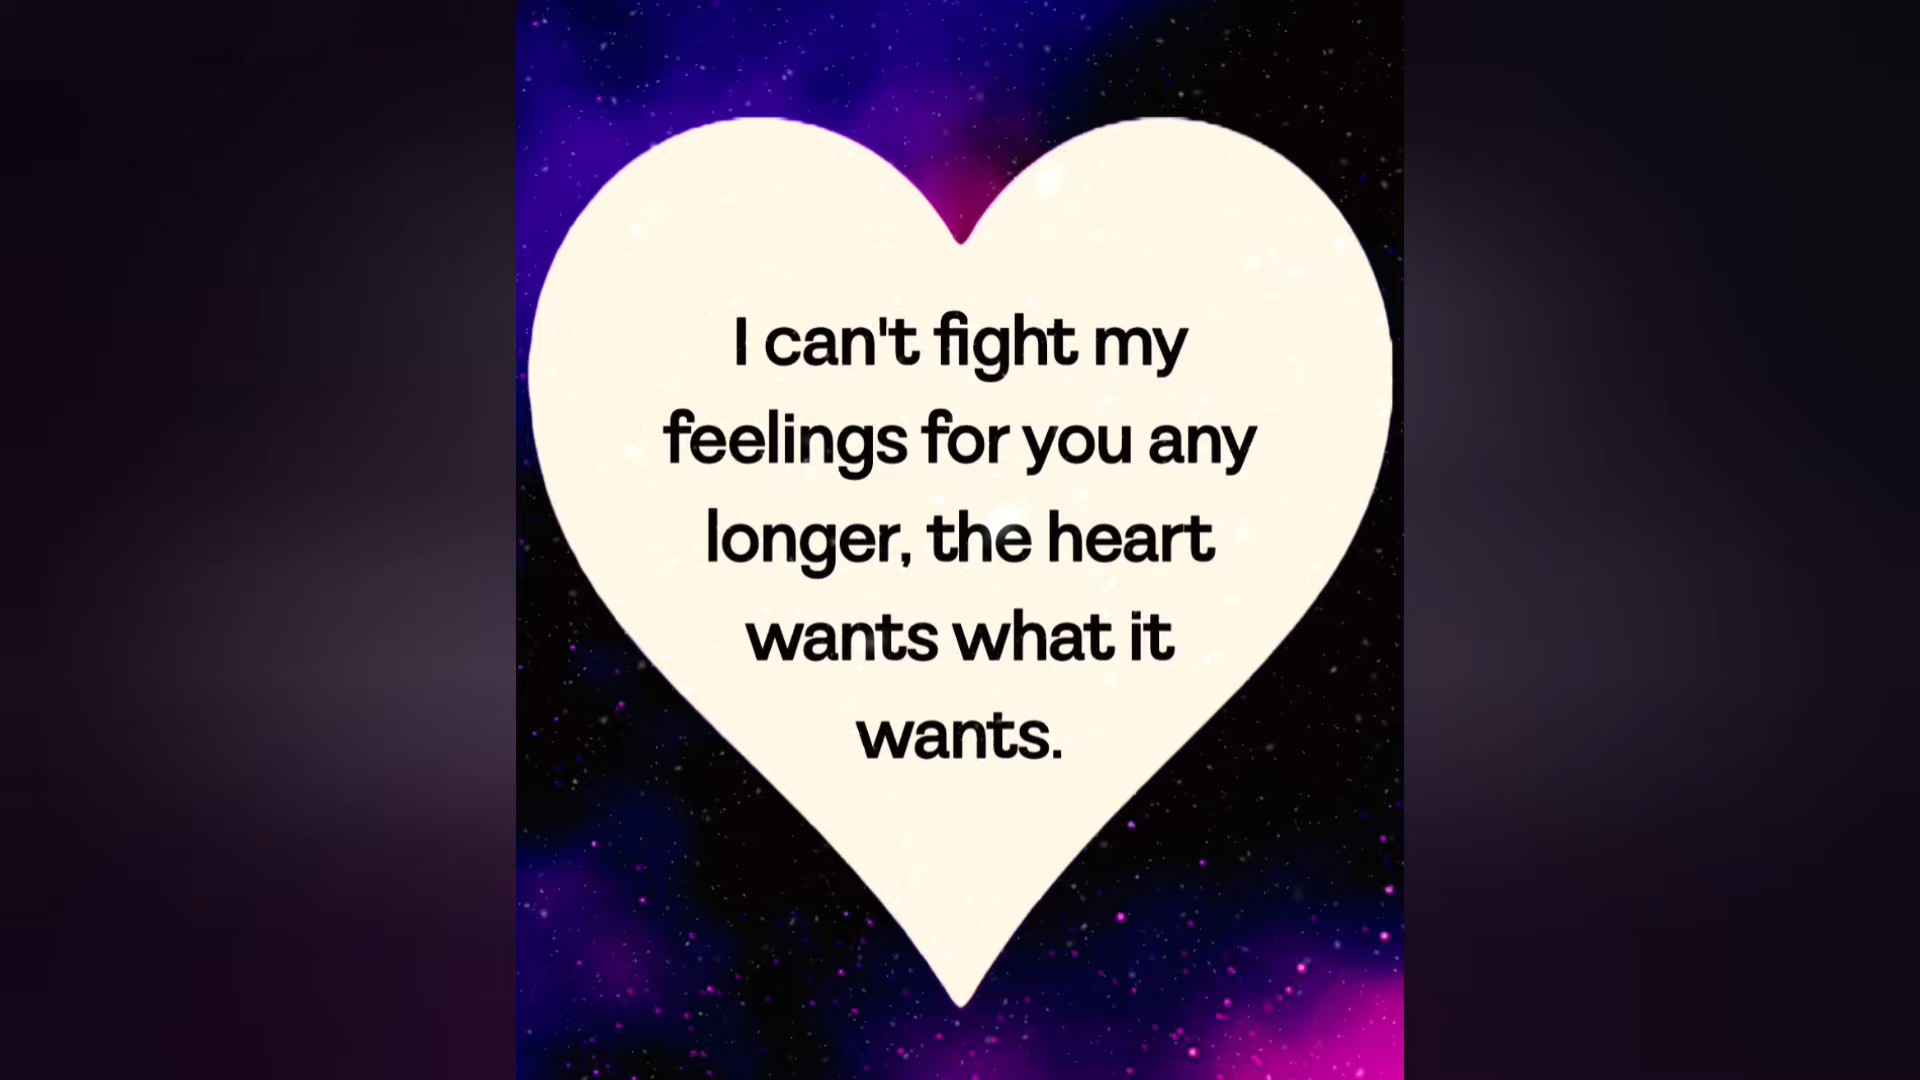 I can't fight my
feelings for you any
longer, the heart
wants what it
wants.